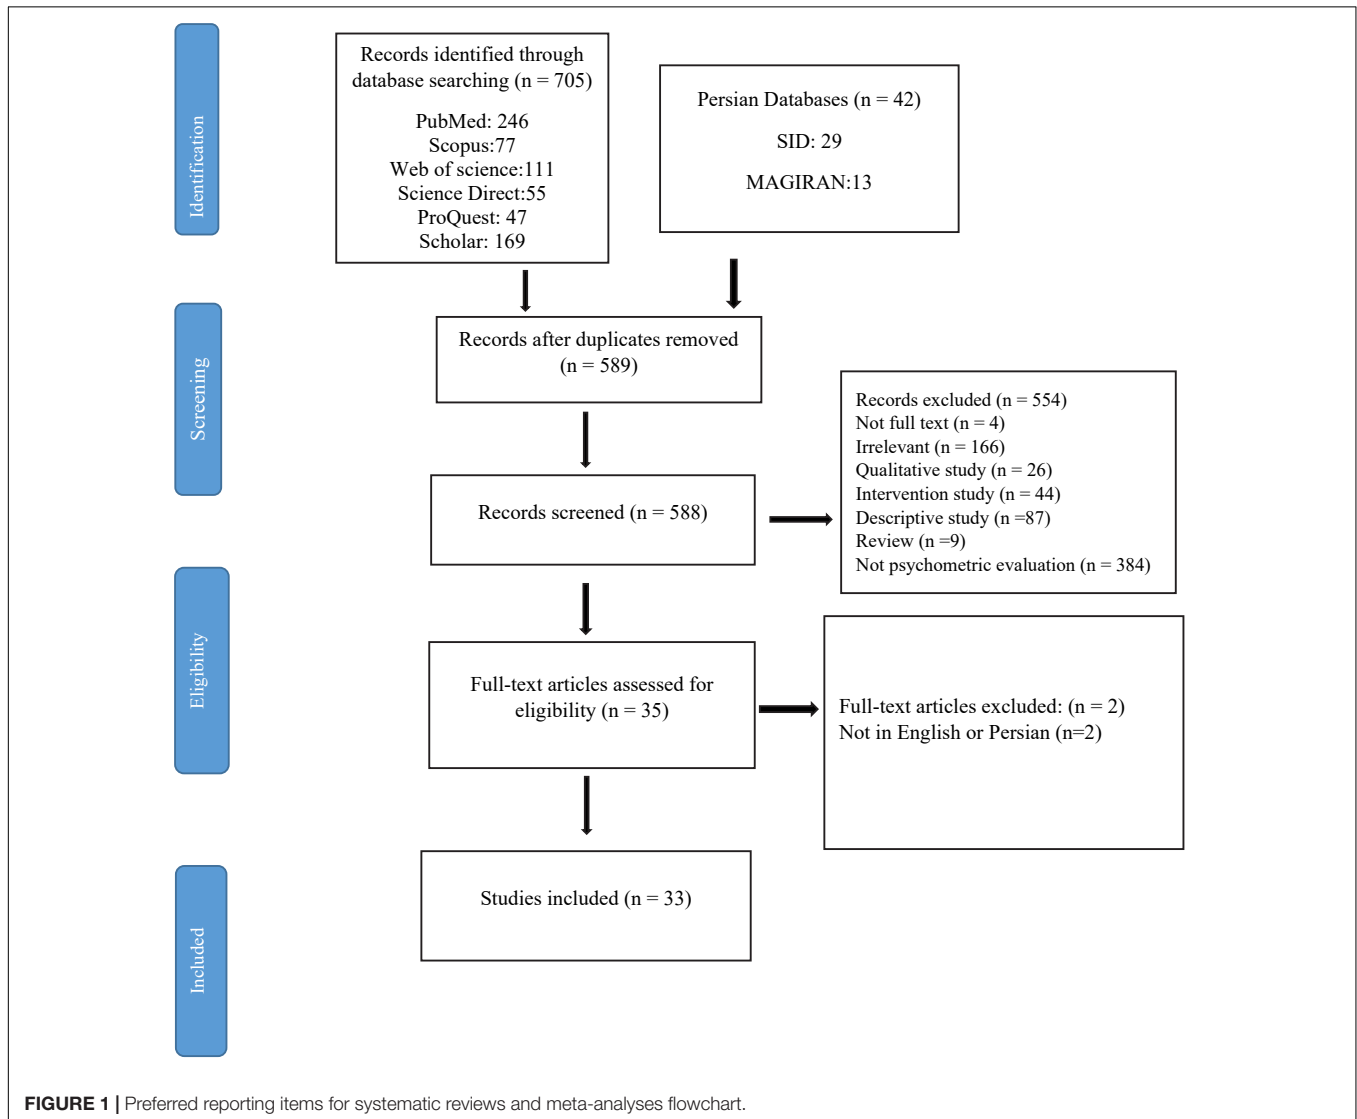 Identification
Records identified through
database searching (n = 705)
PubMed: 246
Scopus:77
Web of science:111
Science Direct:55
ProQuest: 47
Scholar: 169
Persian Databases (n = 42)
SID: 29
MAGIRAN:13
Screening
Records after duplicates removed
(n = 589)
Records screened (n = 588)
Records excluded (n = 554)
Not full text (n = 4)
Irrelevant (n = 166)
Qualitative study (n = 26)
Intervention study (n = 44)
Descriptive study (n =87)
Review (n =9)
Not psychometric evaluation (n = 384)
Eligibility
Full-text articles assessed for
eligibility (n = 35)
Full-text articles excluded: (n = 2)
Not in English or Persian (n=2)
Included
Studies included (n = 33)
FIGURE 1 | Preferred reporting items for systematic reviews and meta-analyses flowchart.